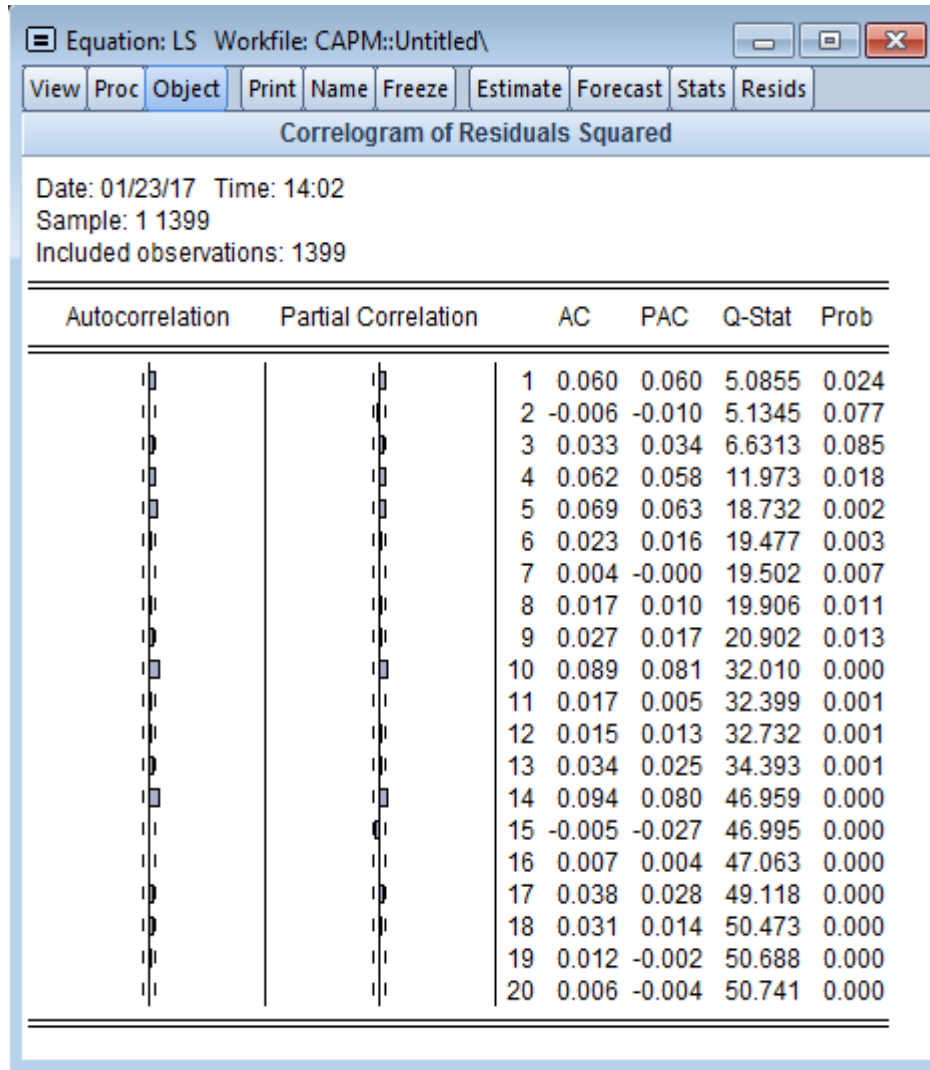 Equation: LS Workfile: CAPM::Untitled\
View Proc Object Print Name Freeze Estimate Forecast Stats Resids
Correlogram of Residuals Squared
Date: 01/23/17 Time: 14:02
Sample: 1 1399
Included observations: 1399
Autocorrelation Partial Correlation AC PAC Q-Stat Prob
1 0.060 0.060 5.0855 0.024
2 -0.006 -0.010 5.1345 0.077
3 0.033 0.034 6.6313 0.085
4 0.062 0.058 11.973 0.018
5 0.069 0.063 18.732 0.002
6 0.023 0.016 19.477 0.003
7 0.004 -0.000 19.502 0.007
8 0.017 0.010 19.906 0.011
9 0.027 0.017 20.902 0.013
10 0.089 0.081 32.010 0.000
11 0.017 0.005 32.399 0.001
12 0.015 0.013 32.732 0.001
13 0.034 0.025 34.393 0.001
14 0.094 0.080 46.959 0.000
15 -0.005 -0.027 46.995 0.000
16 0.007 0.004 47.063 0.000
17 0.038 0.028 49.118 0.000
18 0.031 0.014 50.473 0.000
19 0.012 -0.002 50.688 0.000
20 0.006 -0.004 50.741 0.000